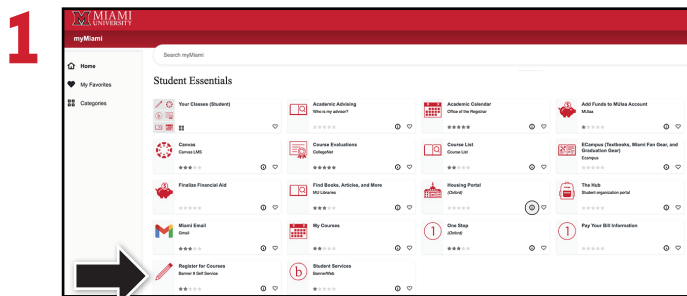 1
MIAMI
UNIVERSITY
myMiami
Search myMiami
Home
My Favorites
Categories
Student Essentials
Your Classes (Student)
Academic Advising
Who is my advisor?
Academic Calendar
Office of the Registrar
Add Funds to MUlaa Account
MUlaa
Canvas
Canvas LMS
Course Evaluations
CollegeNet
Course List
Course List
ECampus (Textbooks, Miami Fan Gear, and
Graduation Gear)
Ecampus
Finalize Financial Aid
Find Books, Articles, and More
MU Libraries
Housing Portal
(Oxford)
The Hub
Student organization portal
Miami Email
Gmail
My Courses
1
One Stop
(Oxford)
1
Pay Your Bill Information
Register for Courses
Banner 9 Self Service
b
Student Services
BannerWeb